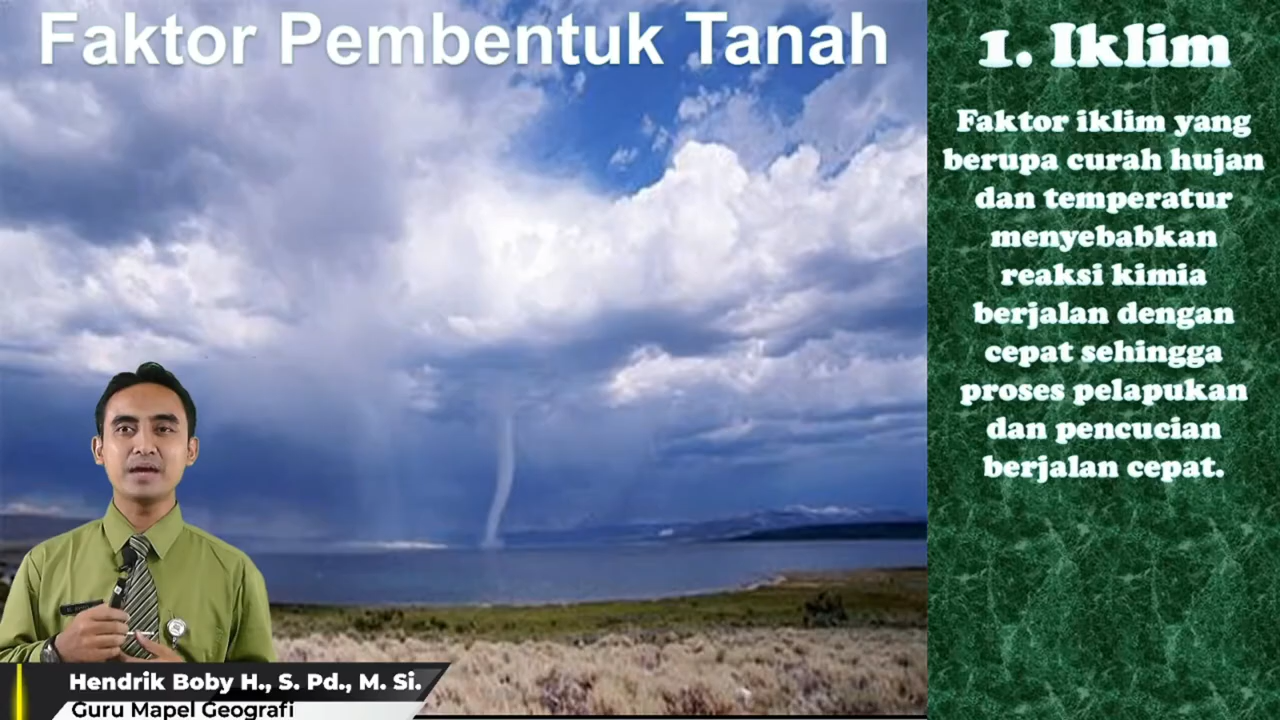 Faktor Pembentuk Tanah
1. Iklim
Faktor iklim yang
berupa curah hujan
dan temperatur
menyebabkan
reaksi kimia
berjalan dengan
cepat sehingga
proses pelapukan
dan pencucian
berjalan cepat.
Hendrik Boby H., S. Pd., M. Si.
Guru Mapel Geografi